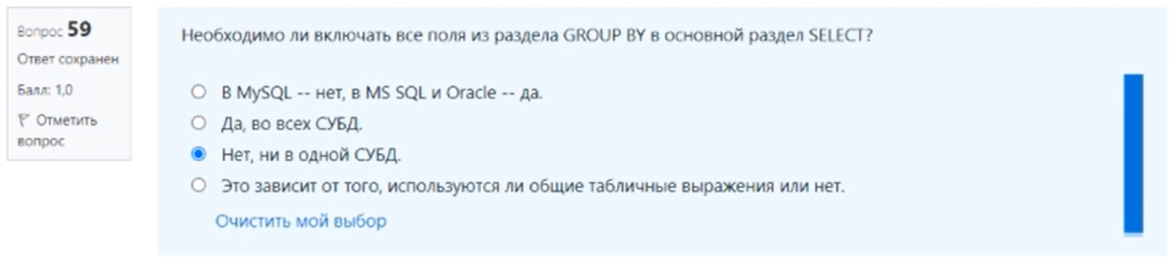 Вопрос 59
Ответ сохранен
Балл: 1,0
Отметить
вопрос
Необходимо ли включать все поля из раздела GROUP BY в основной раздел SELECT?
В MySQL -- нет, в MS SQL и Oracle -- да.
Да, во всех СУБД.
Нет, ни в одной СУБД.
Это зависит от того, используются ли общие табличные выражения или нет.
Очистить мой выбор